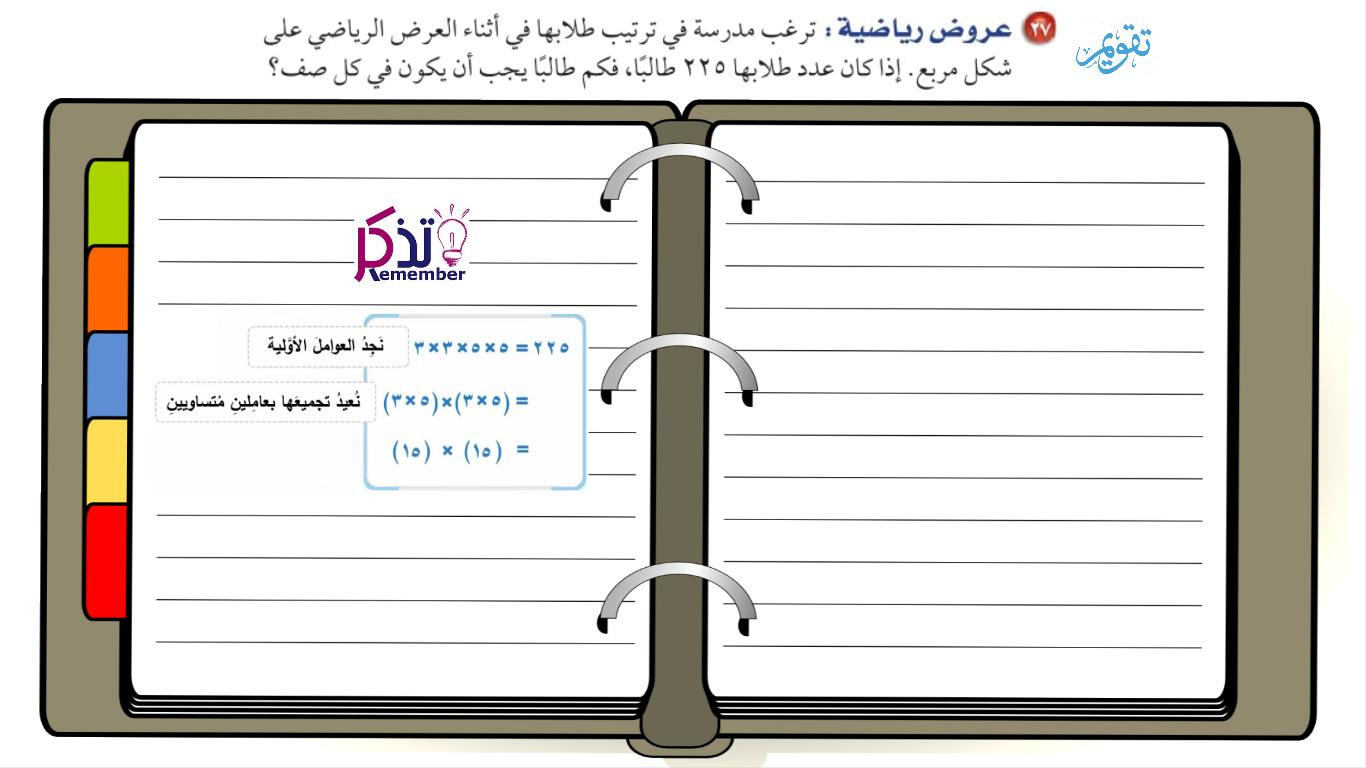 تقويم
٢٧ عروض رياضية : ترغب مدرسة في ترتيب طلابها في أثناء العرض الرياضي على
شكل مربع. إذا كان عدد طلابها ٢٢٥ طالبًا، فكم طالبًا يجب أن يكون في كل صف؟
تذكر
Remember
٢٢٥ = ٥ × ٥ × ٣ × ٣ نَجِدُ العواملَ الأوَّلية
= (٥ × ٣) × (٥ × ٣) نُعيدُ تجميعَها بعامِلينِ مُتساويينِ
= (١٥) × (١٥)